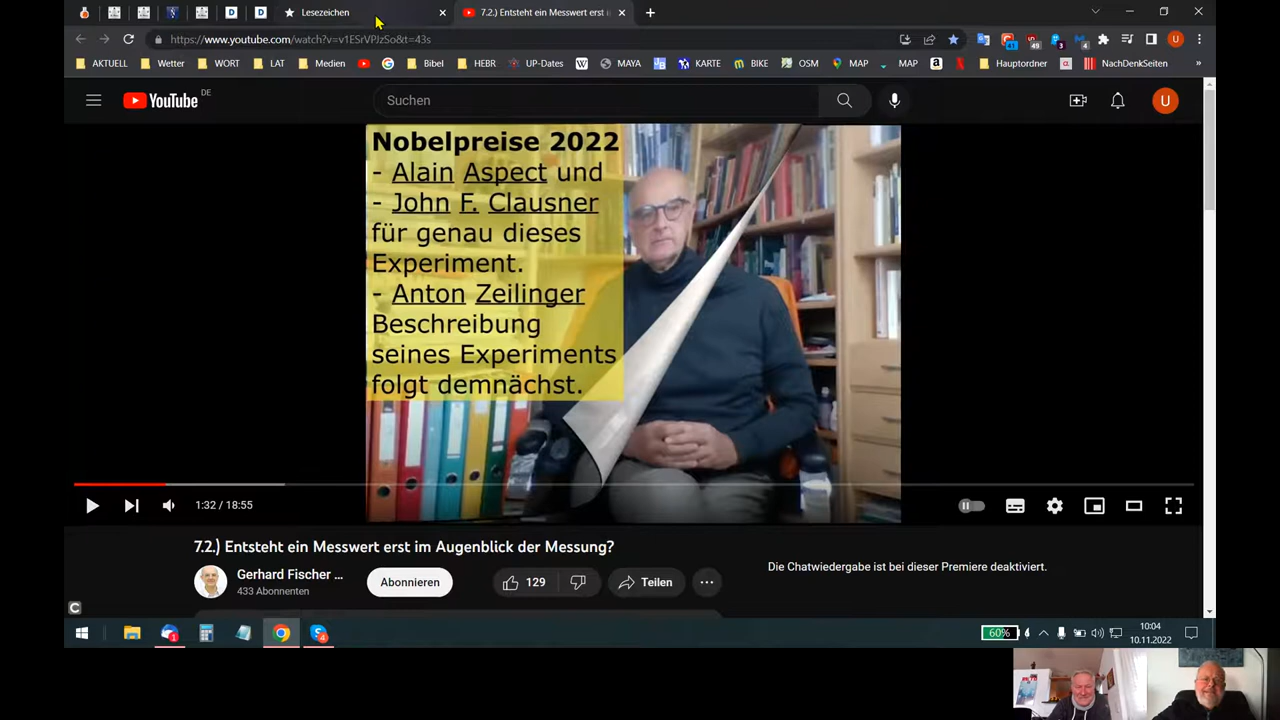 Lesezeichen
7.2.) Entsteht ein Messwert erst i
https://www.youtube.com/watch?v=v1ESrVPJzSo&t=43s
41
49
3
4
U
AKTUELL
Wetter
WORT
LAT
Medien
Bibel
HEBR
UP-Dates
MAYA
KARTE
BIKE
OSM
MAP
MAP
Hauptordner
NachDenkSeiten
»
YouTube DE
Suchen
U
Nobelpreise 2022
- Alain Aspect und
- John F. Clausner
für genau dieses
Experiment.
- Anton Zeilinger
Beschreibung
seines Experiments
folgt demnächst.
1:32 / 18:55
7.2.) Entsteht ein Messwert erst im Augenblick der Messung?
Gerhard Fischer ...
433 Abonnenten
Abonnieren
129
Teilen
Die Chatwiedergabe ist bei dieser Premiere deaktiviert.
60%
10:04
10.11.2022